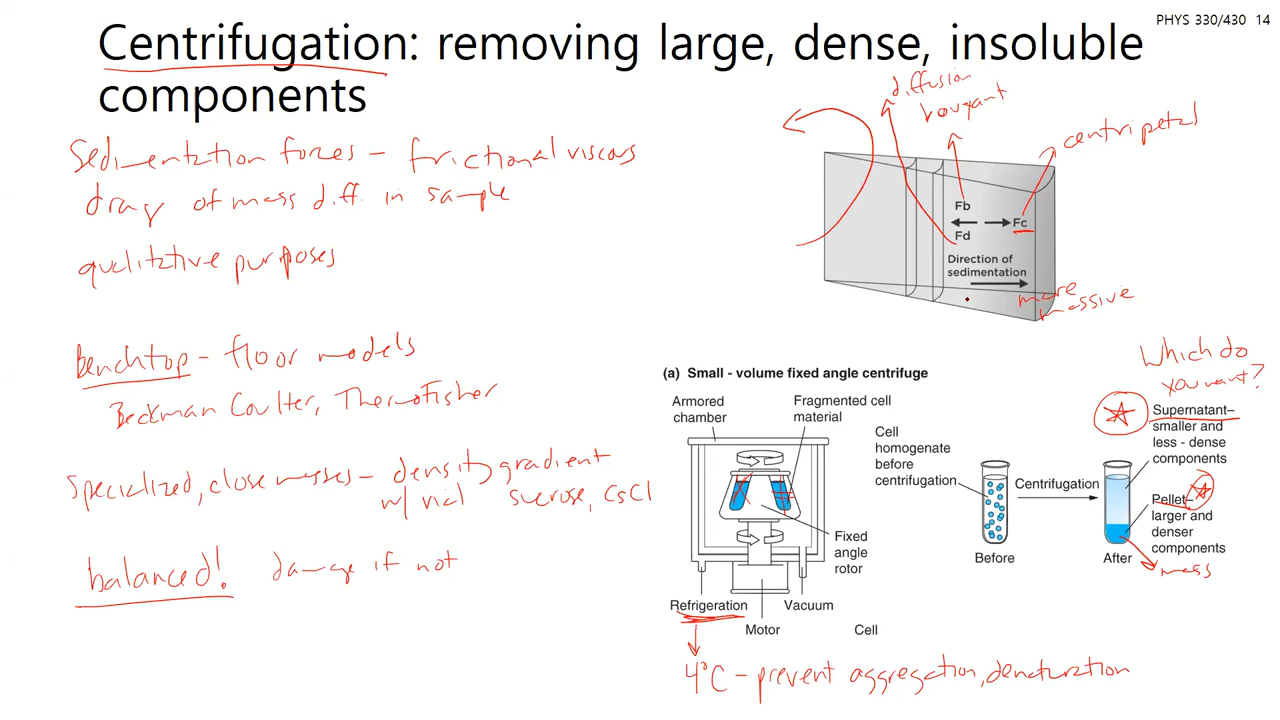 PHYS 330/430 14
Centrifugation: removing large, dense, insoluble
components
Sedimentation forces - frictional viscous
drag of mass diff. in sample
qualitative purposes
Benchtop - floor models
Beckman Coulter, ThermoFisher
Specialized, close masses - density gradient
w/ vial sucrose, CsCl
balanced! damage if not
diffusion
bouyant
centripetal
Fb
Fc
Fd
Direction of
sedimentation
more
massive
(a) Small - volume fixed angle centrifuge
Armored
chamber
Fragmented cell
material
Fixed
angle
rotor
Refrigeration
Vacuum
Motor
Cell
4°C - prevent aggregation, denaturation
Cell
homogenate
before
centrifugation
Centrifugation
Before
After
Which do
you want?
Supernatant–
smaller and
less - dense
components
Pellet–
larger and
denser
components
mass